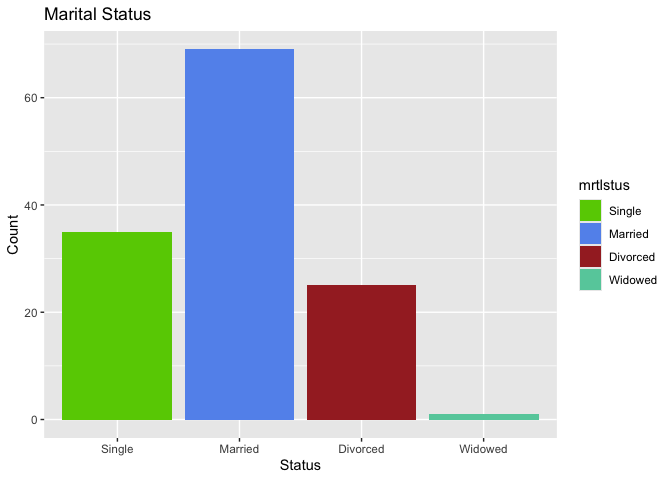 Marital Status
60
40
20
0
Count
Single
Married
Divorced
Widowed
Status
mrtlstus
Single
Married
Divorced
Widowed